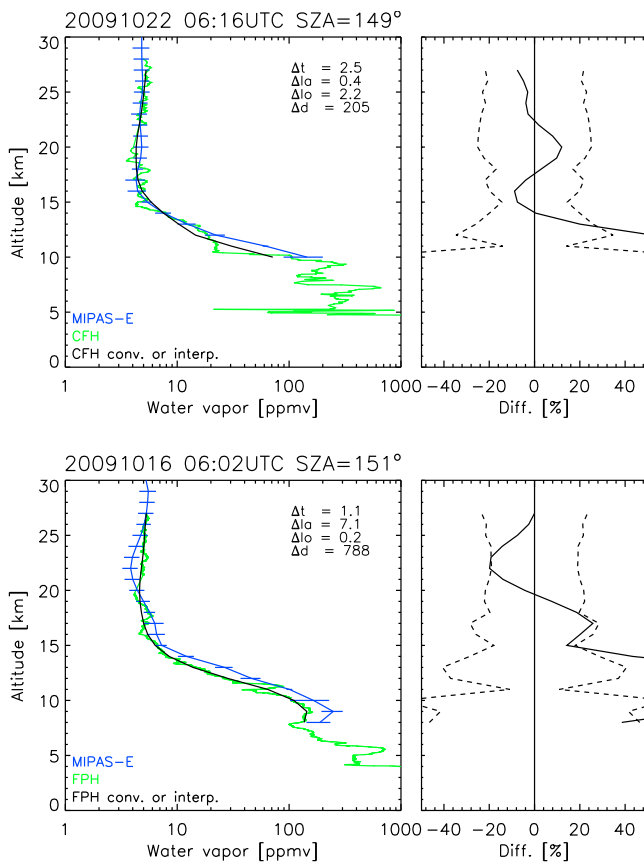 20091022 06:16UTC SZA=149°
30
25
20
15
10
5
0
Altitude [km]
Δt = 2.5
Δla = 0.4
Δlo = 2.2
Δd = 205
MIPAS-E
CFH
CFH conv. or interp.
1 10 100 1000
Water vapor [ppmv]
-40 -20 0 20 40
Diff. [%]
20091016 06:02UTC SZA=151°
30
25
20
15
10
5
0
Altitude [km]
Δt = 1.1
Δla = 7.1
Δlo = 0.2
Δd = 788
MIPAS-E
FPH
FPH conv. or interp.
1 10 100 1000
Water vapor [ppmv]
-40 -20 0 20 40
Diff. [%]